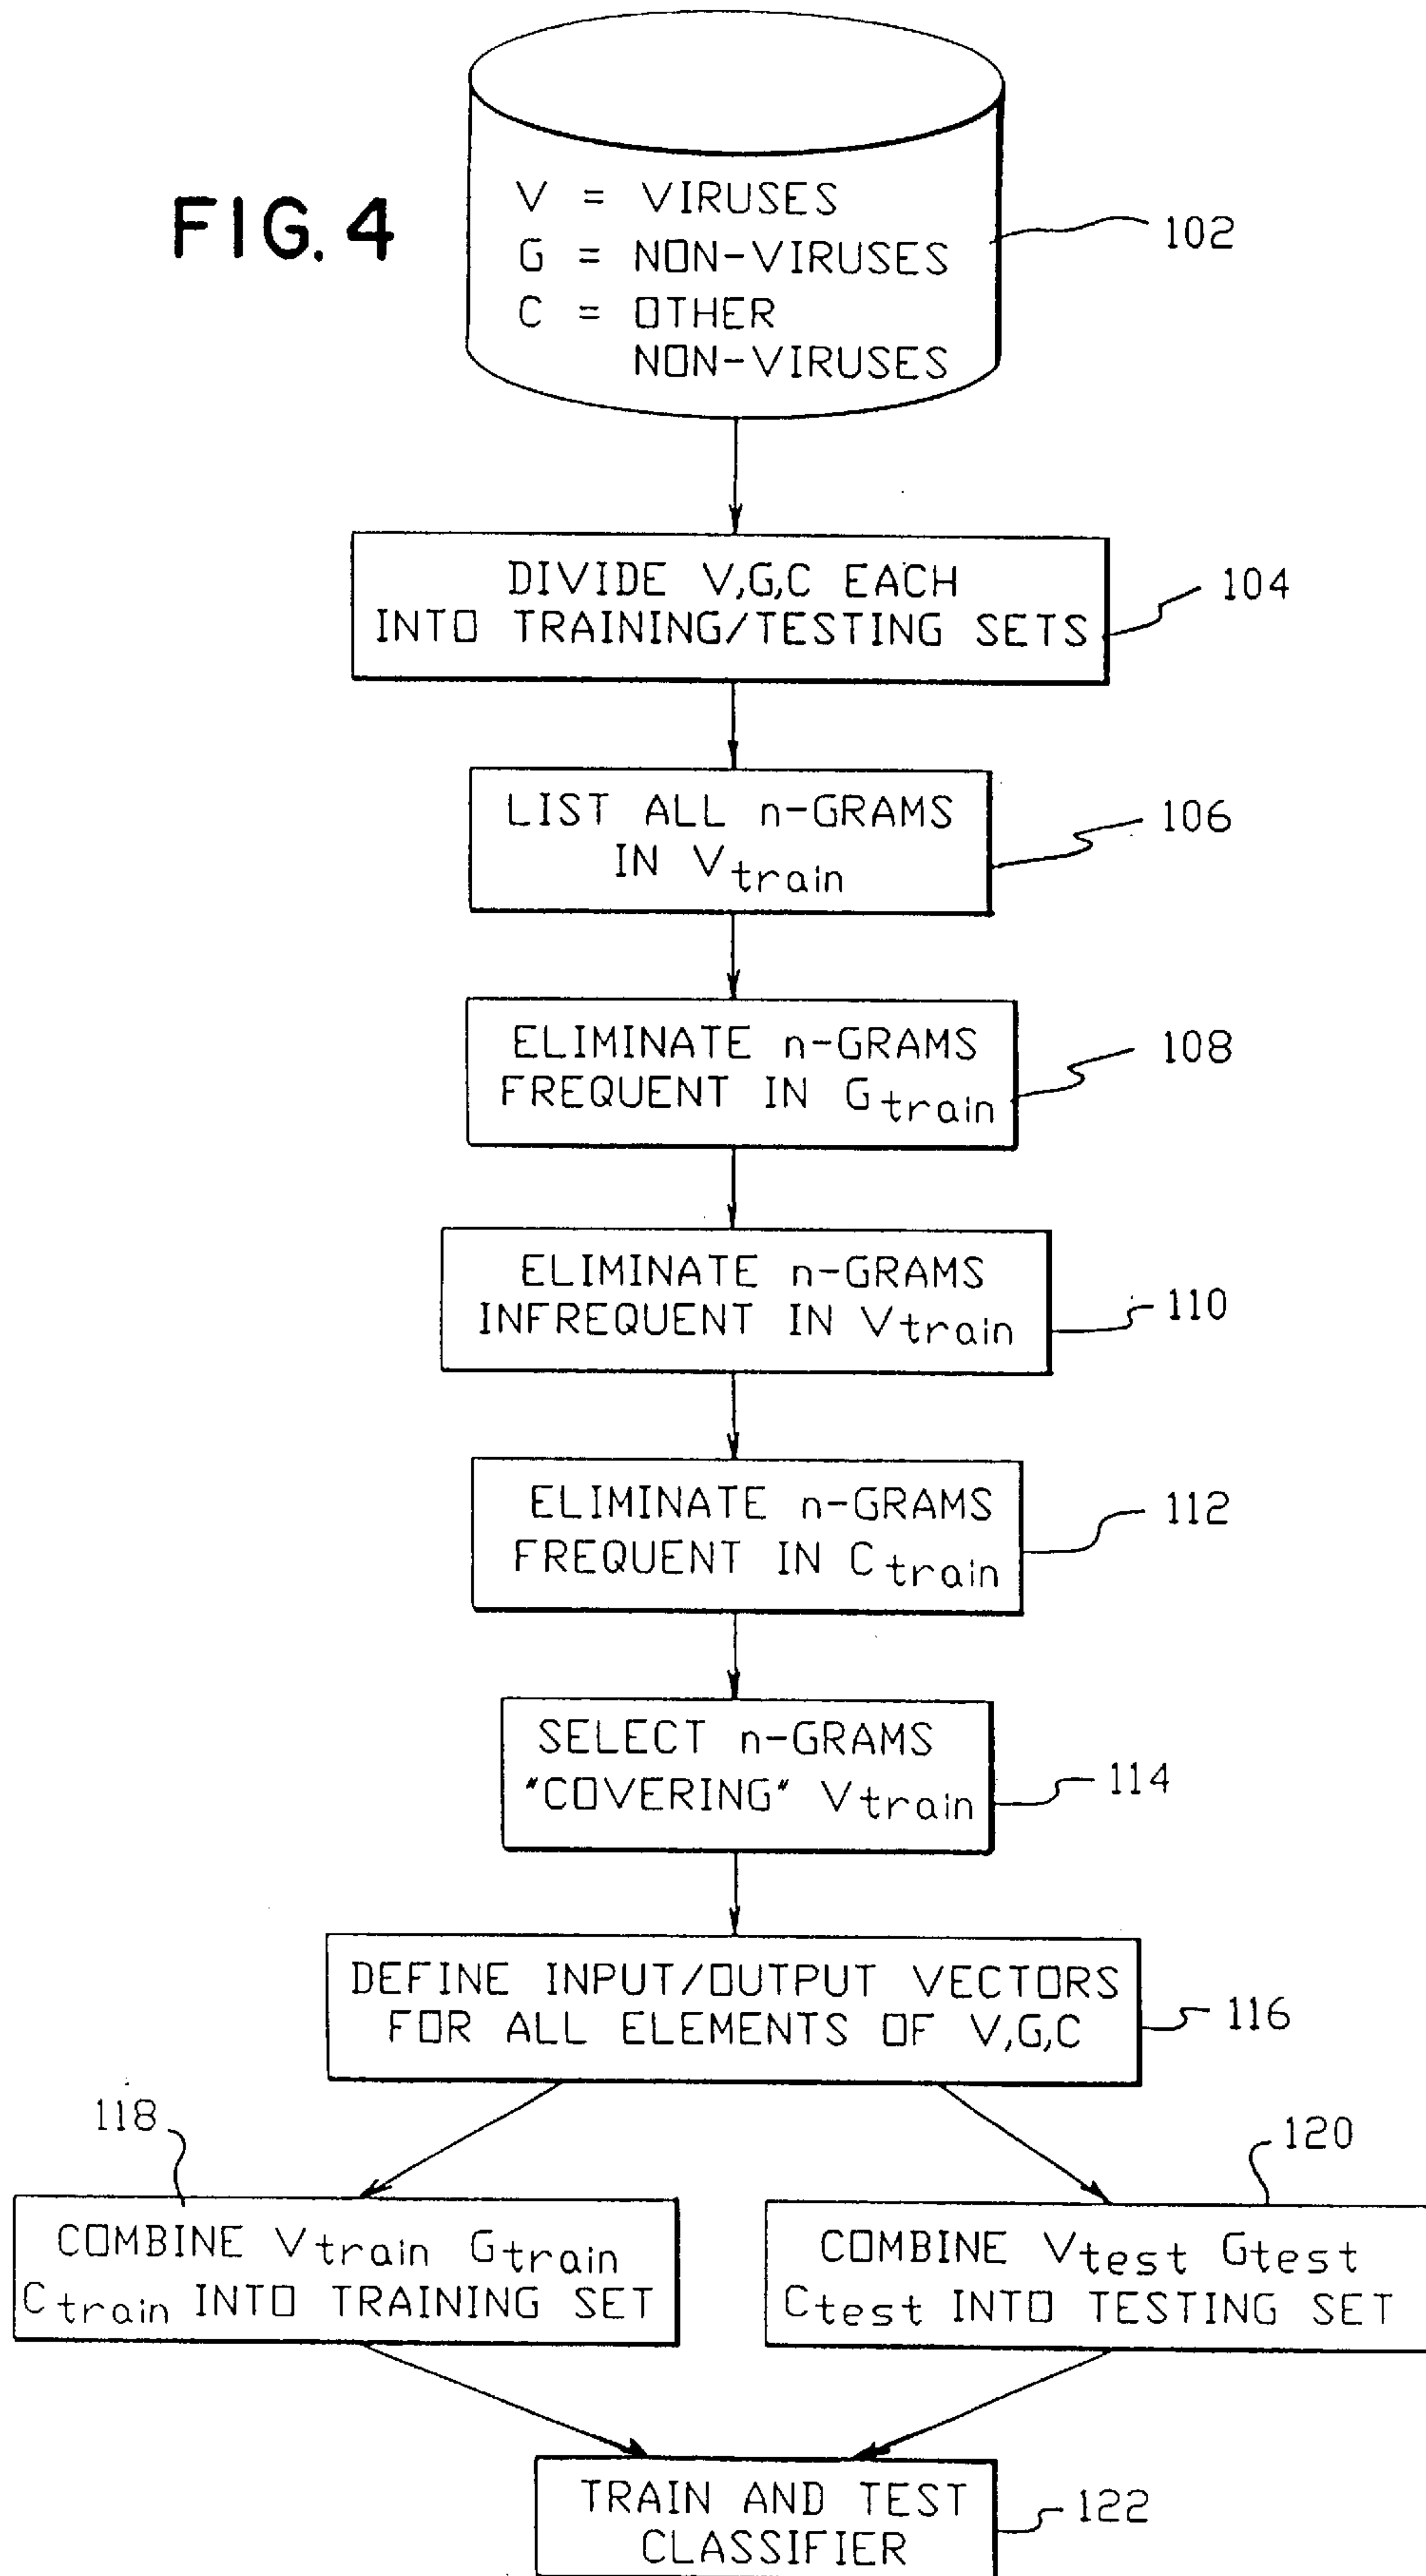 FIG. 4
V = VIRUSES
G = NON-VIRUSES
C = OTHER
NON-VIRUSES
102
DIVIDE V,G,C EACH
INTO TRAINING/TESTING SETS
104
LIST ALL n-GRAMS
IN Vtrain
106
ELIMINATE n-GRAMS
FREQUENT IN Gtrain
108
ELIMINATE n-GRAMS
INFREQUENT IN Vtrain
110
ELIMINATE n-GRAMS
FREQUENT IN Ctrain
112
SELECT n-GRAMS
"COVERING" Vtrain
114
DEFINE INPUT/OUTPUT VECTORS
FOR ALL ELEMENTS OF V,G,C
116
118
COMBINE Vtrain Gtrain
Ctrain INTO TRAINING SET
120
COMBINE Vtest Gtest
Ctest INTO TESTING SET
TRAIN AND TEST
CLASSIFIER
122